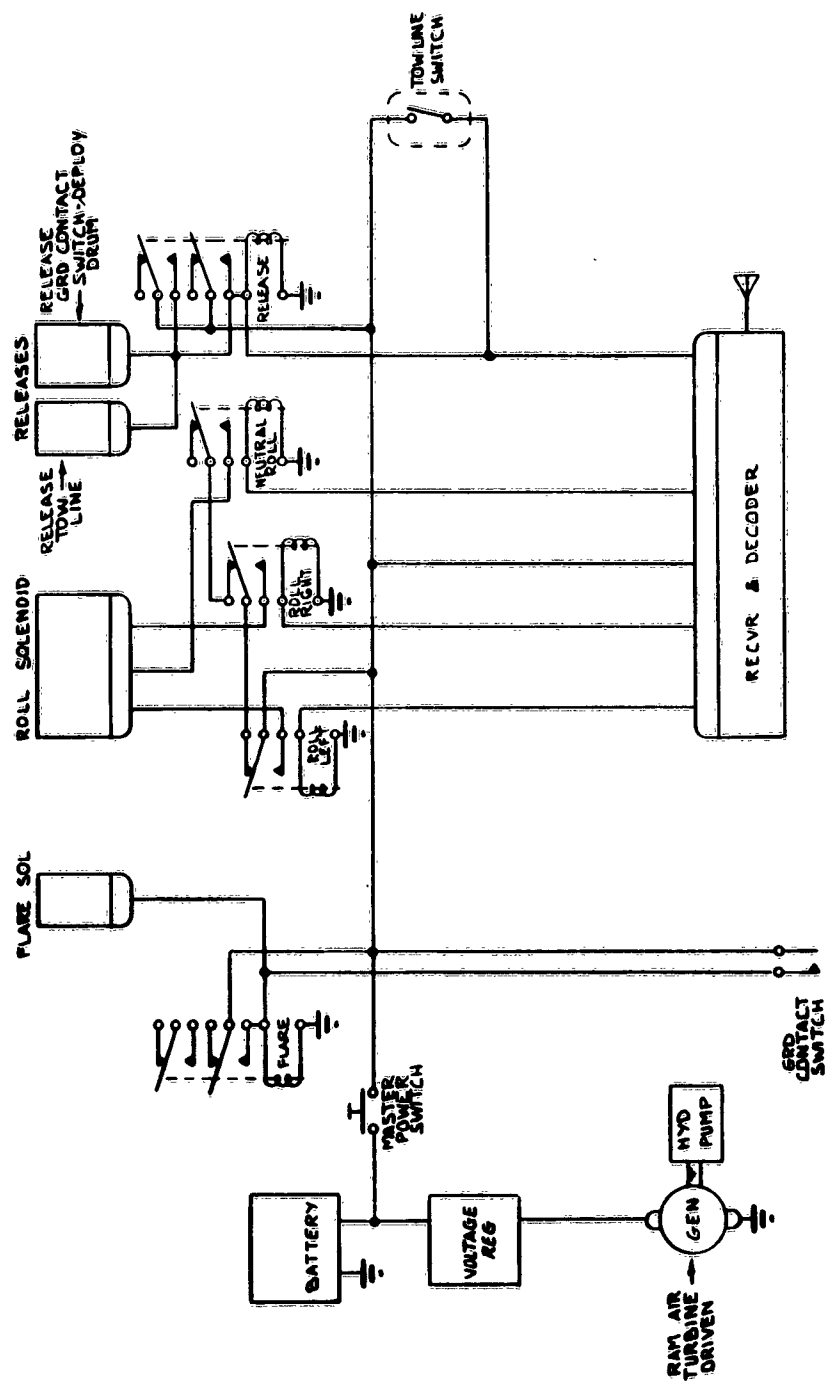 RAM AIR
TURBINE
DRIVEN
GEN
HYD
PUMP
VOLTAGE
REG
BATTERY
MASTER
POWER
SWITCH
GRD
CONTACT
SWITCH
FLARE
FLARE SOL
ROLL
LEFT
ROLL SOLENOID
ROLL
RIGHT
NEUTRAL
ROLL
RELEASE
TOW
LINE
RELEASES
RELEASE
GRD CONTACT
SWITCH-DEPLOY
DRUM
RELEASE
RECVR & DECODER
TOW LINE
SWITCH